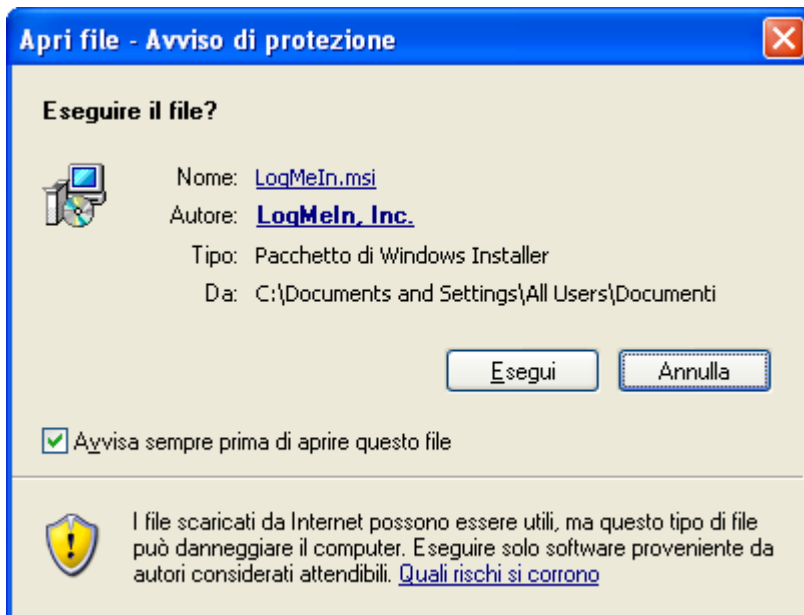 Apri file - Avviso di protezione
Eseguire il file?
Nome: LogMeIn.msi
Autore: LogMeIn, Inc.
Tipo: Pacchetto di Windows Installer
Da: C:\Documents and Settings\All Users\Documenti
Esegui Annulla
Avvisa sempre prima di aprire questo file
I file scaricati da Internet possono essere utili, ma questo tipo di file
può danneggiare il computer. Eseguire solo software proveniente da
autori considerati attendibili. Quali rischi si corrono